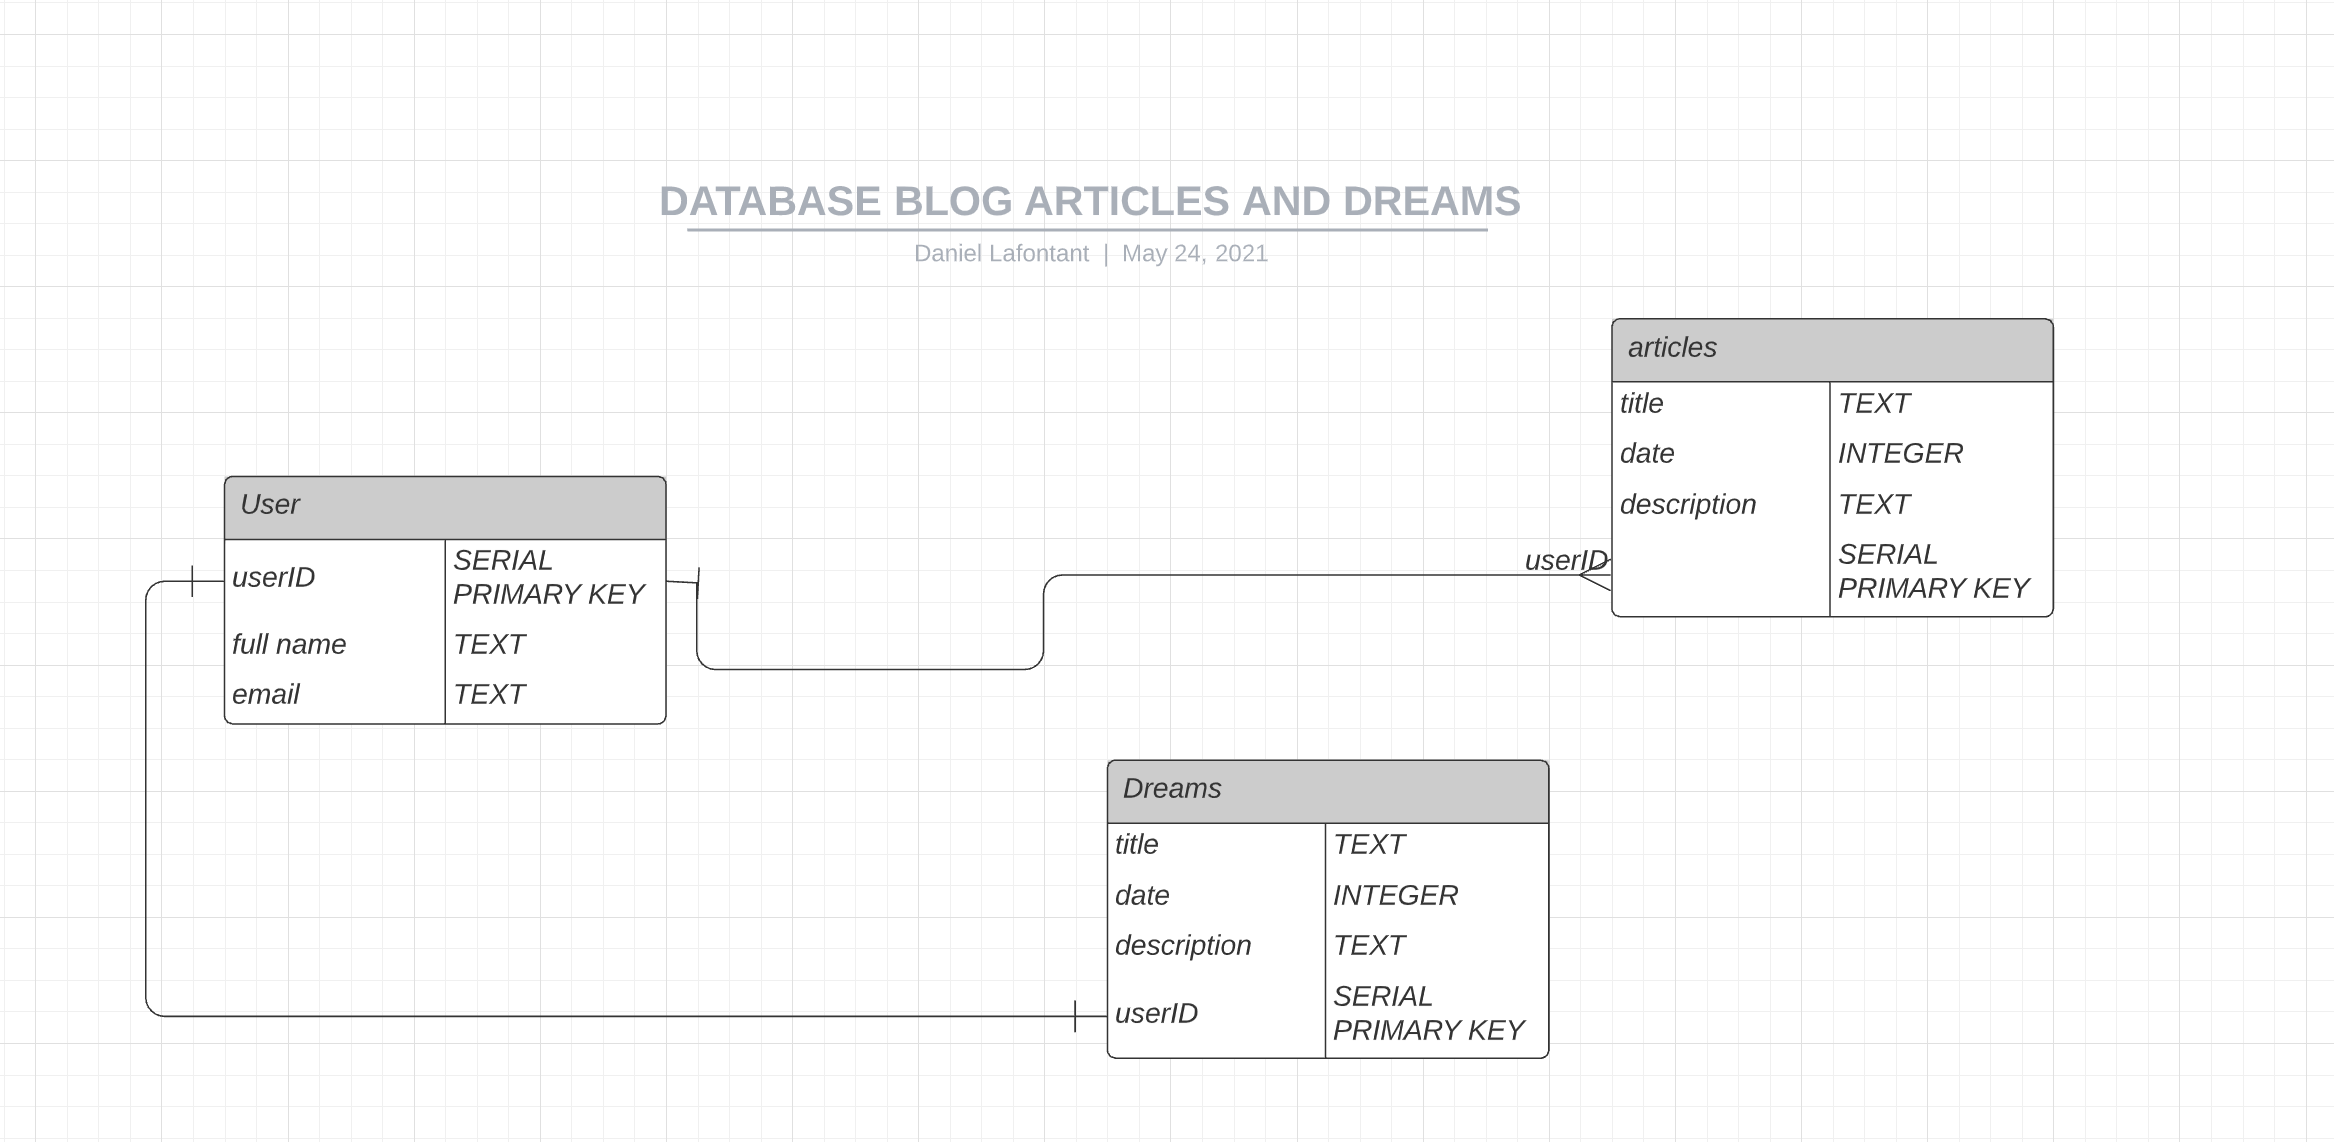 DATABASE BLOG ARTICLES AND DREAMS
Daniel Lafontant | May 24, 2021
articles
title TEXT
date INTEGER
description TEXT
userID SERIAL
PRIMARY KEY
User
userID SERIAL
PRIMARY KEY
full name TEXT
email TEXT
Dreams
title TEXT
date INTEGER
description TEXT
userID SERIAL
PRIMARY KEY